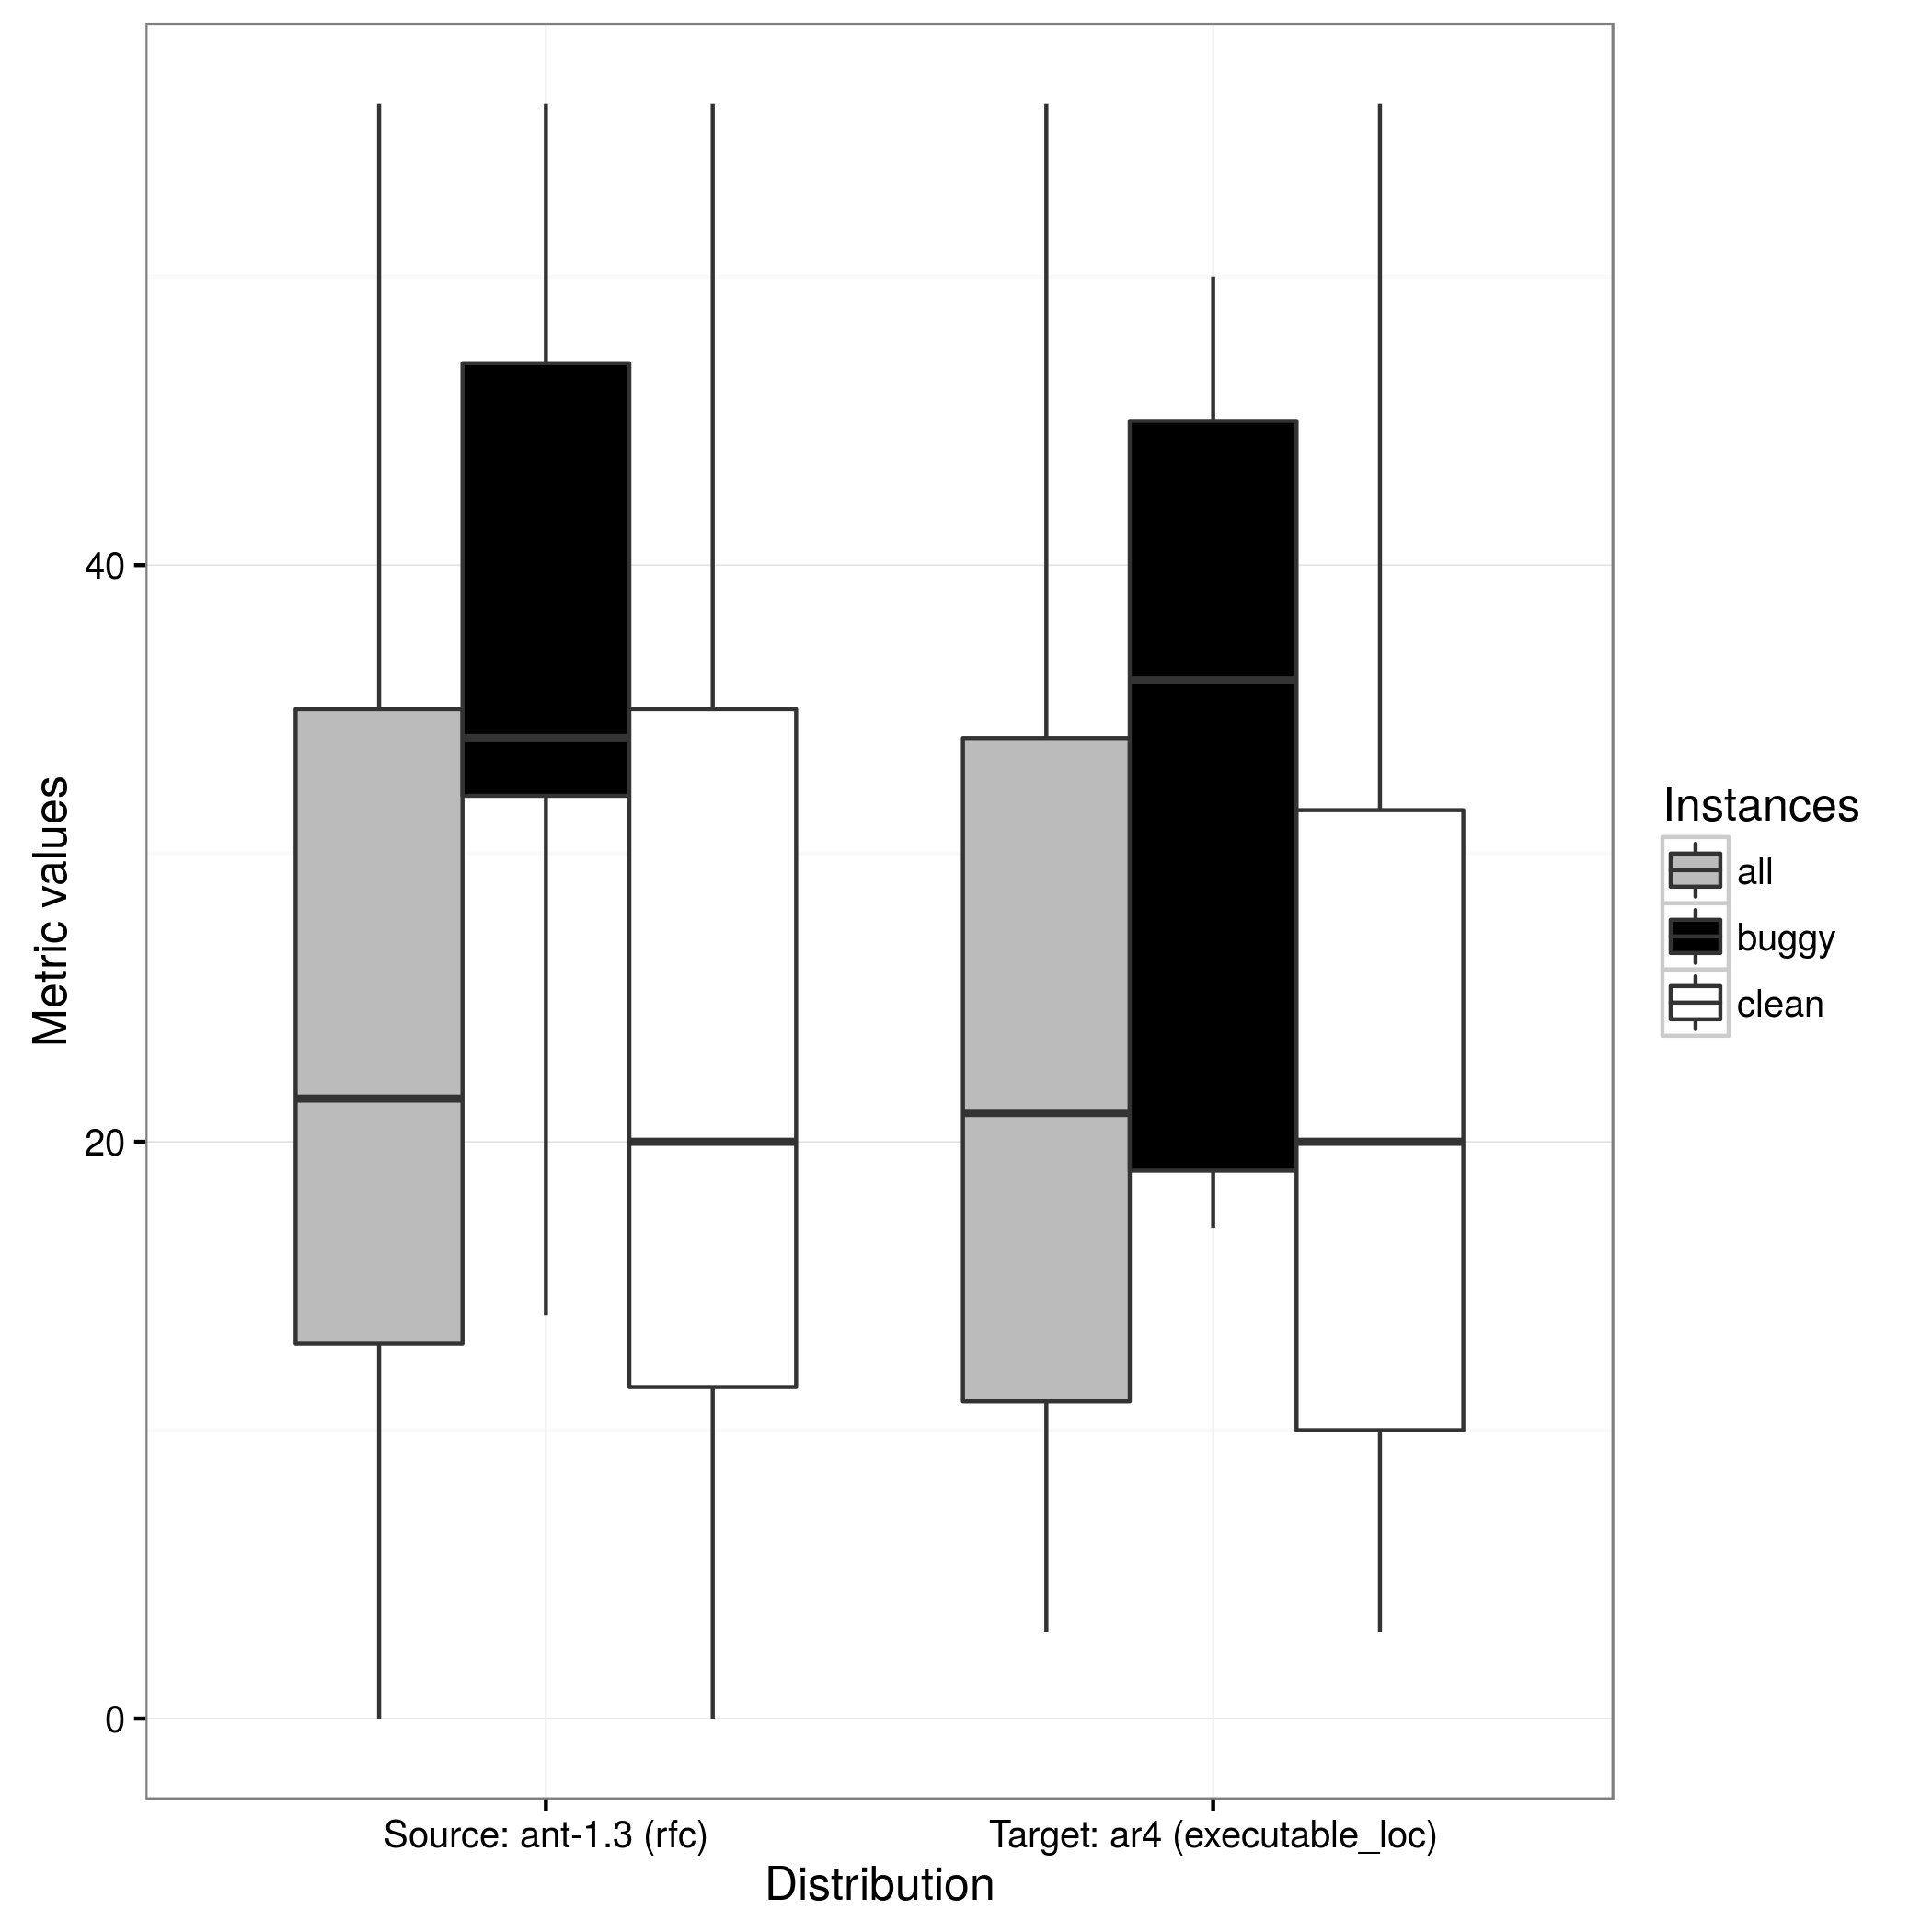 Metric values
40
20
0
Source: ant-1.3 (rfc)
Target: ar4 (executable_loc)
Distribution
Instances
all
buggy
clean